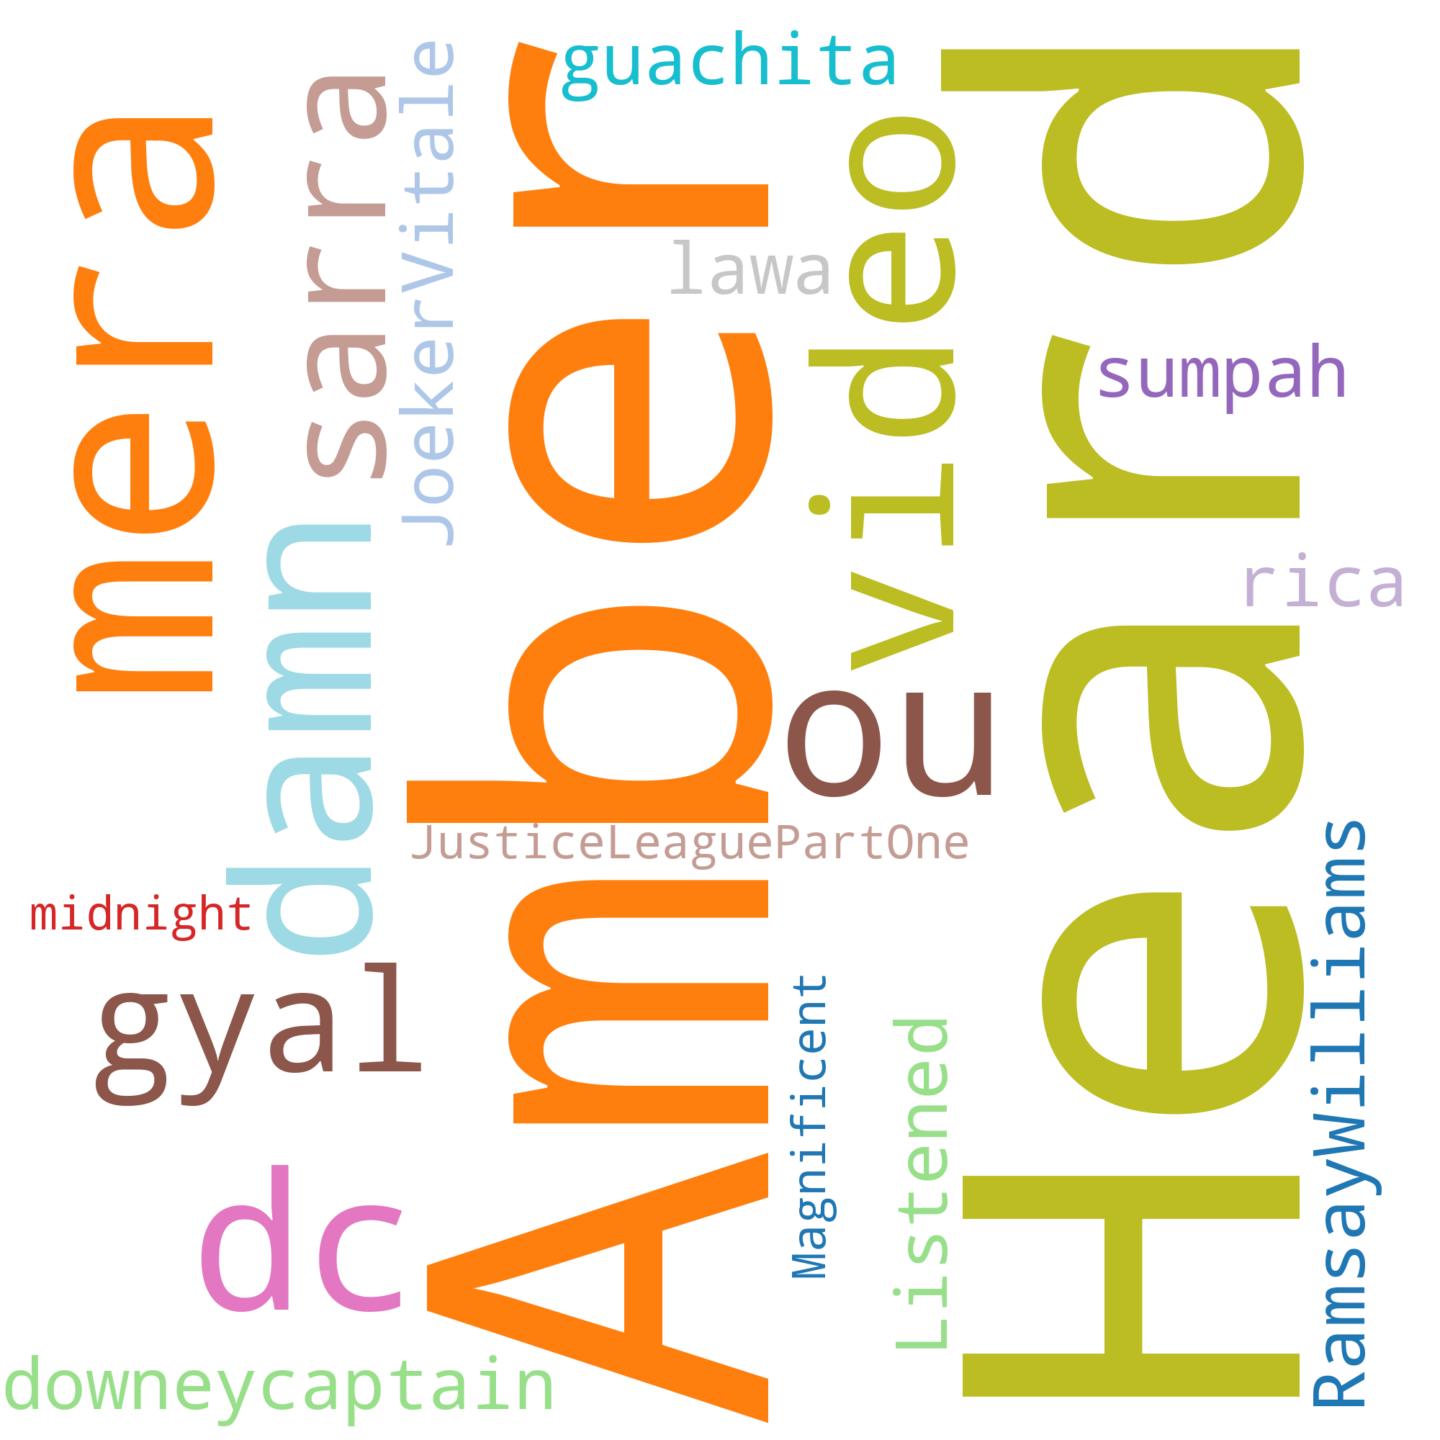 mera
sarra
JoekerVitale
Amber
guachita
lawa
video
Heard
sumpah
rica
damn
ou
JusticeLeaguePartOne
midnight
gyal
Magnificent
Listened
RamsayWilliams
dc
downeycaptain